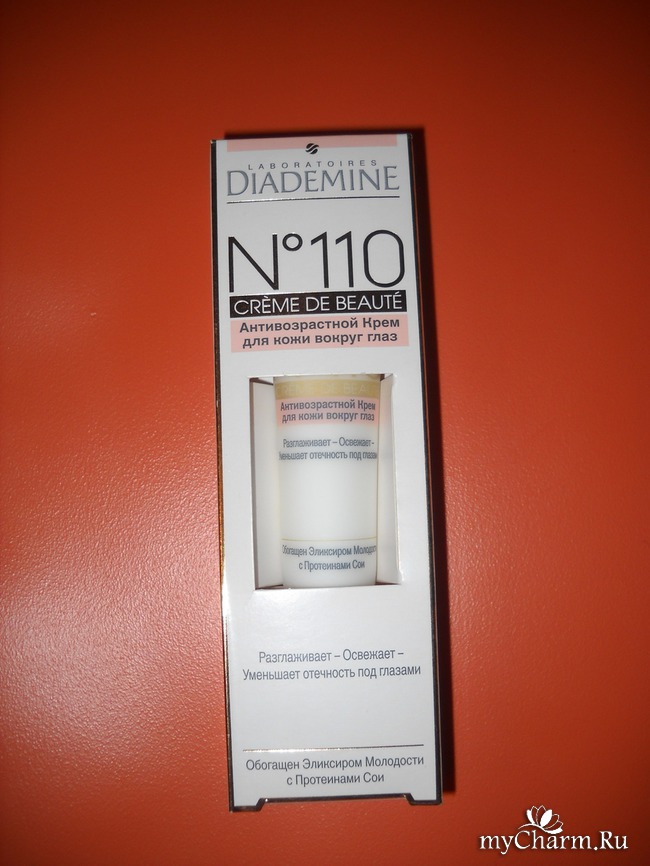 LABORATOIRES
DIADEMINE
N°110
CRÈME DE BEAUTÉ
Антивозрастной Крем
для кожи вокруг глаз
Антивозрастной Крем
для кожи вокруг глаз
Разглаживает – Освежает –
Уменьшает отечность под глазами
Обогащен Эликсиром Молодости
с Протеинами Сои
Разглаживает – Освежает –
Уменьшает отечность под глазами
Обогащен Эликсиром Молодости
с Протеинами Сои
myCharm.Ru